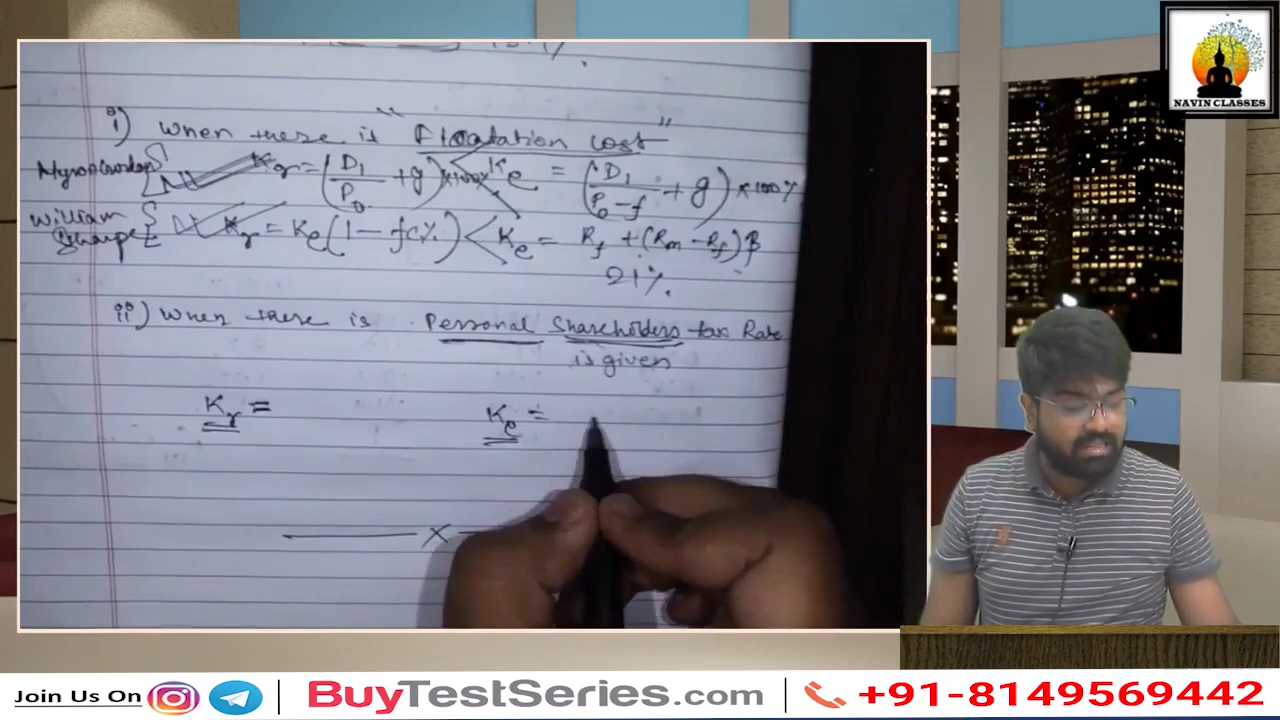 NAVIN CLASSES
i) When there is "Floatation cost"
Kr = (D1/P0 + g) ×100% < Ke = (D1/P0-f + g) ×100%
William Sharpe Kr = Ke (1 - fc%) < Ke = Rf + (Rm - Rf) β
21%.
ii) When there is Personal Shareholders tax Rate
is given
Kr =
Ke =
x
Join Us On
BuyTestSeries.com
+91-8149569442